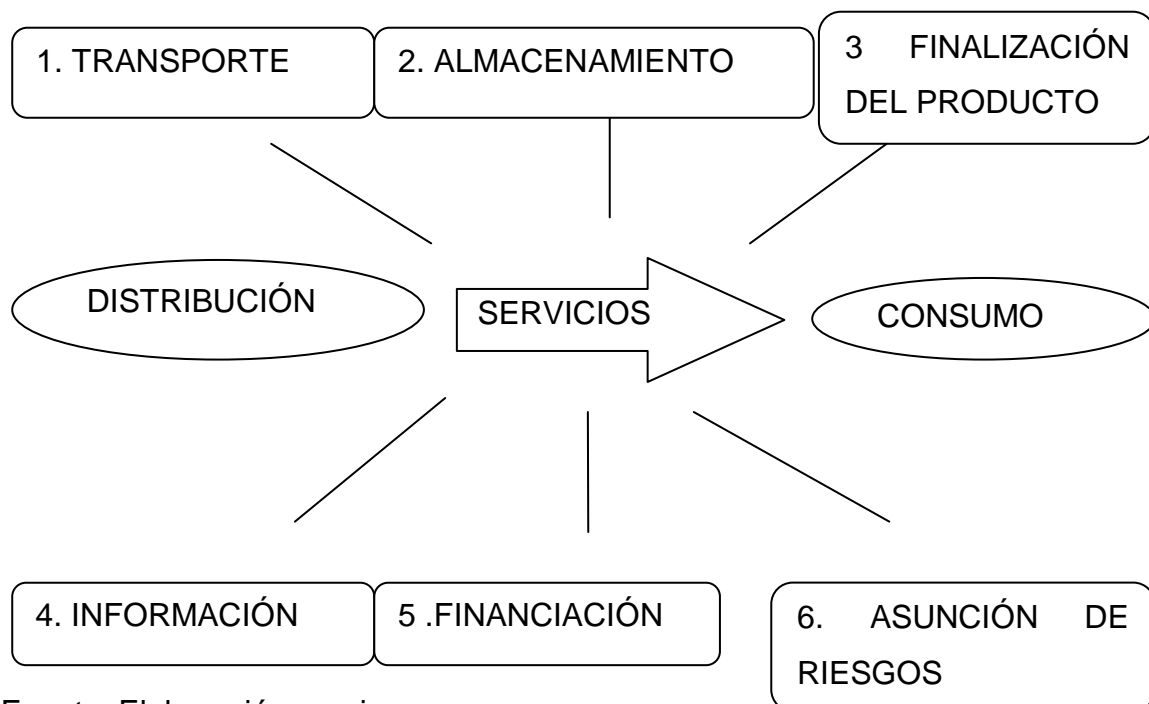 1. TRANSPORTE
2. ALMACENAMIENTO
3 FINALIZACIÓN
DEL PRODUCTO
DISTRIBUCIÓN
SERVICIOS
CONSUMO
4. INFORMACIÓN
5 .FINANCIACIÓN
6. ASUNCIÓN DE
RIESGOS